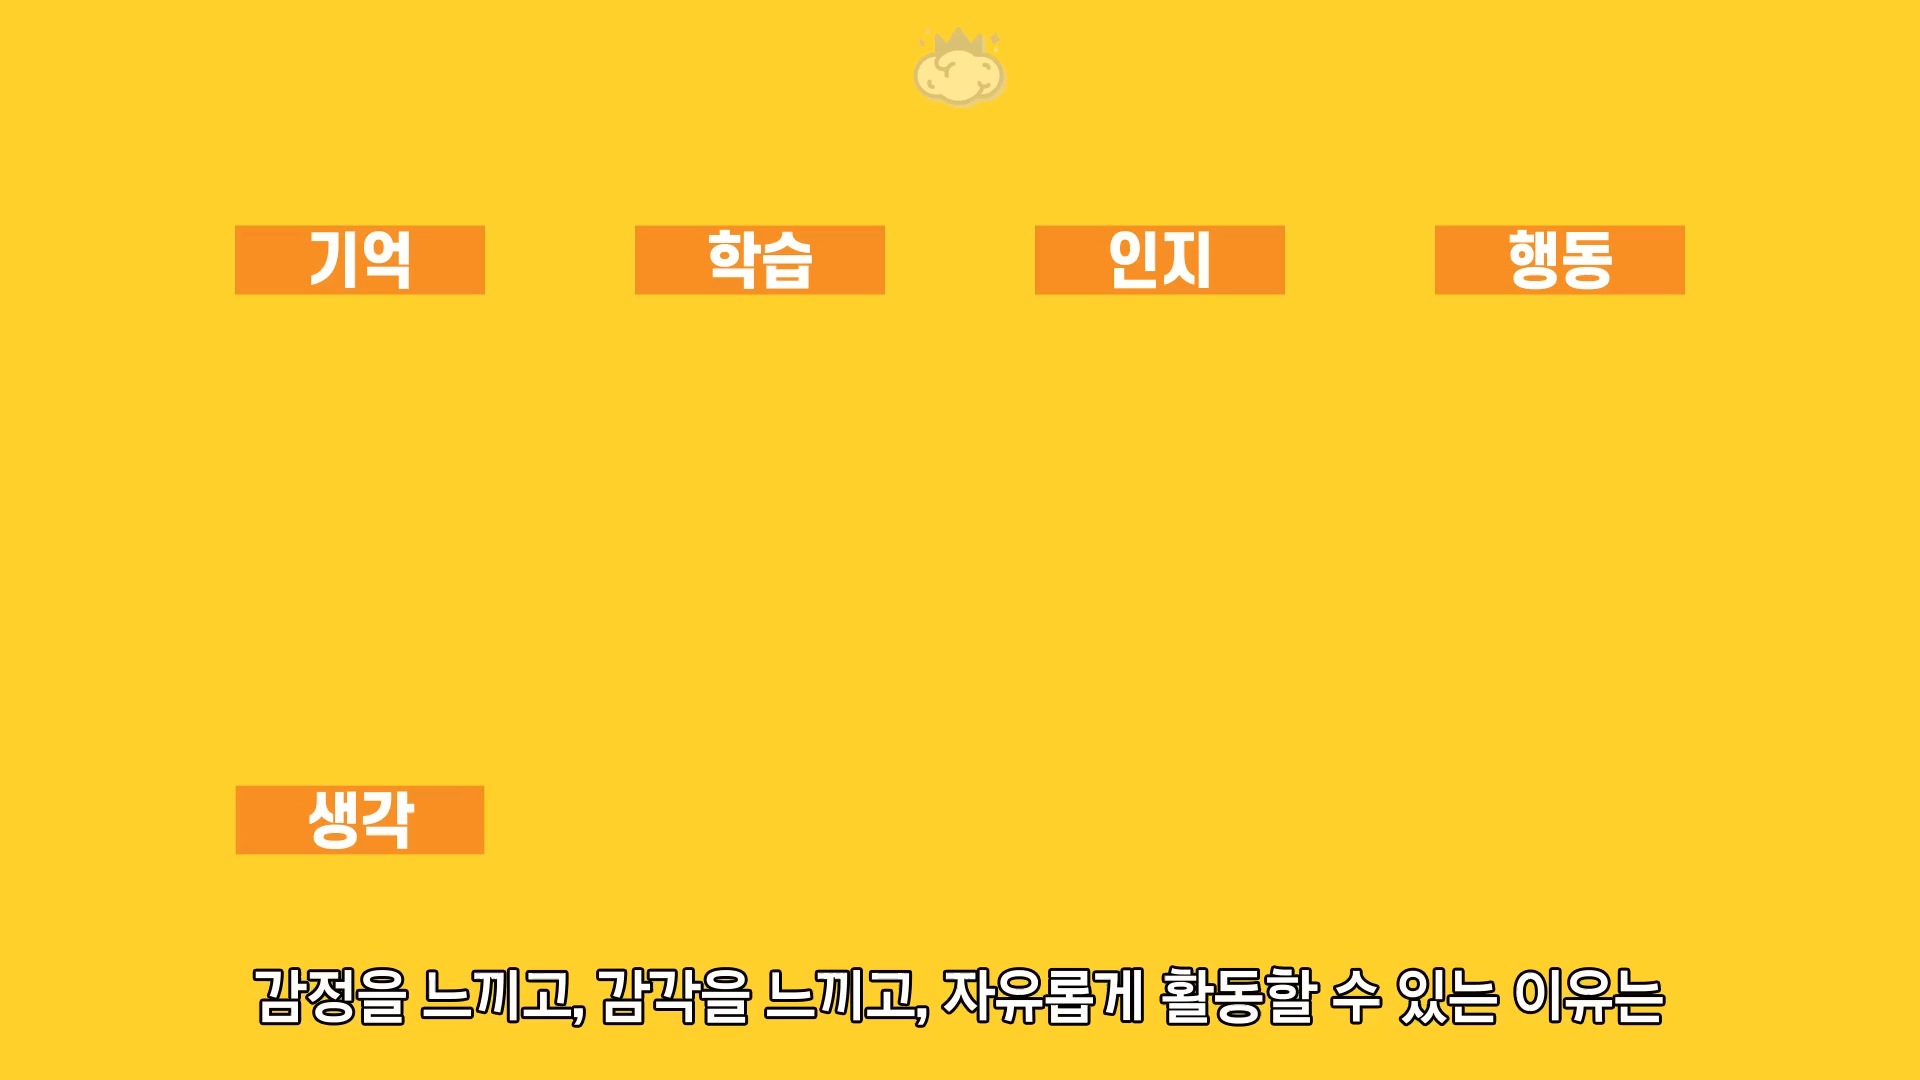 기억 학습 인지 행동
생각
감정을 느끼고, 감각을 느끼고, 자유롭게 활동할 수 있는 이유는